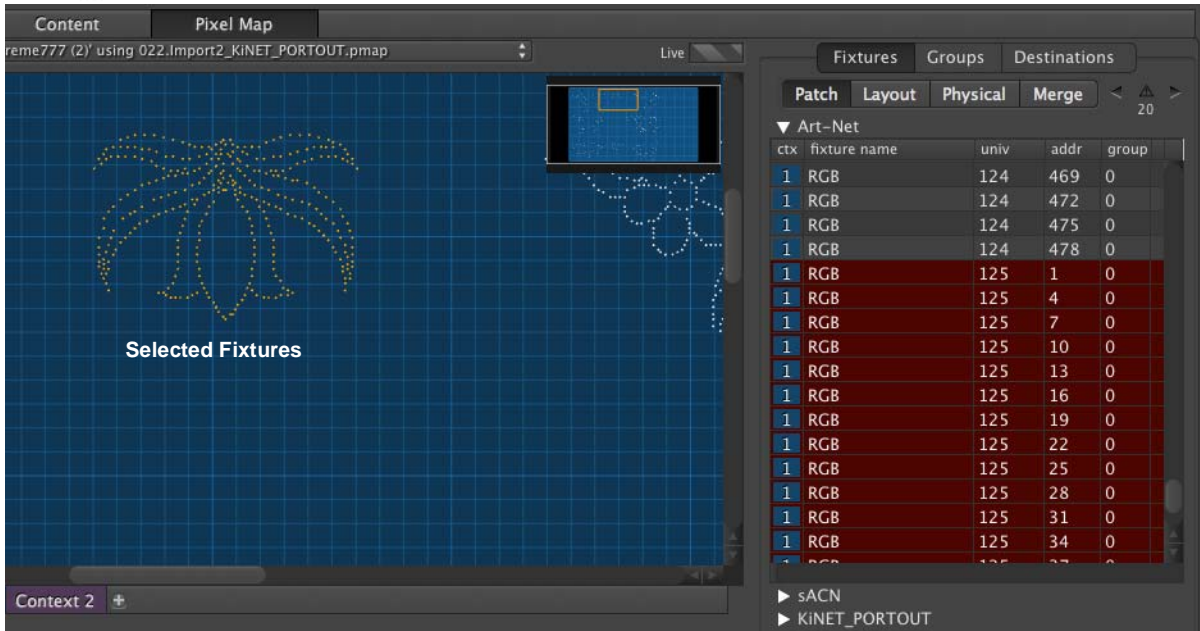 Content Pixel Map
reme777 (2)' using 022.Import2_KiNET_PORTOUT.pmap Live
Selected Fixtures
Context 2 +
Fixtures Groups Destinations
Patch Layout Physical Merge < >
20
▼ Art-Net
ctx fixture name univ addr group
1 RGB 124 469 0
1 RGB 124 472 0
1 RGB 124 475 0
1 RGB 124 478 0
1 RGB 125 1 0
1 RGB 125 4 0
1 RGB 125 7 0
1 RGB 125 10 0
1 RGB 125 13 0
1 RGB 125 16 0
1 RGB 125 19 0
1 RGB 125 22 0
1 RGB 125 25 0
1 RGB 125 28 0
1 RGB 125 31 0
1 RGB 125 34 0
▶ sACN
▶ KiNET_PORTOUT